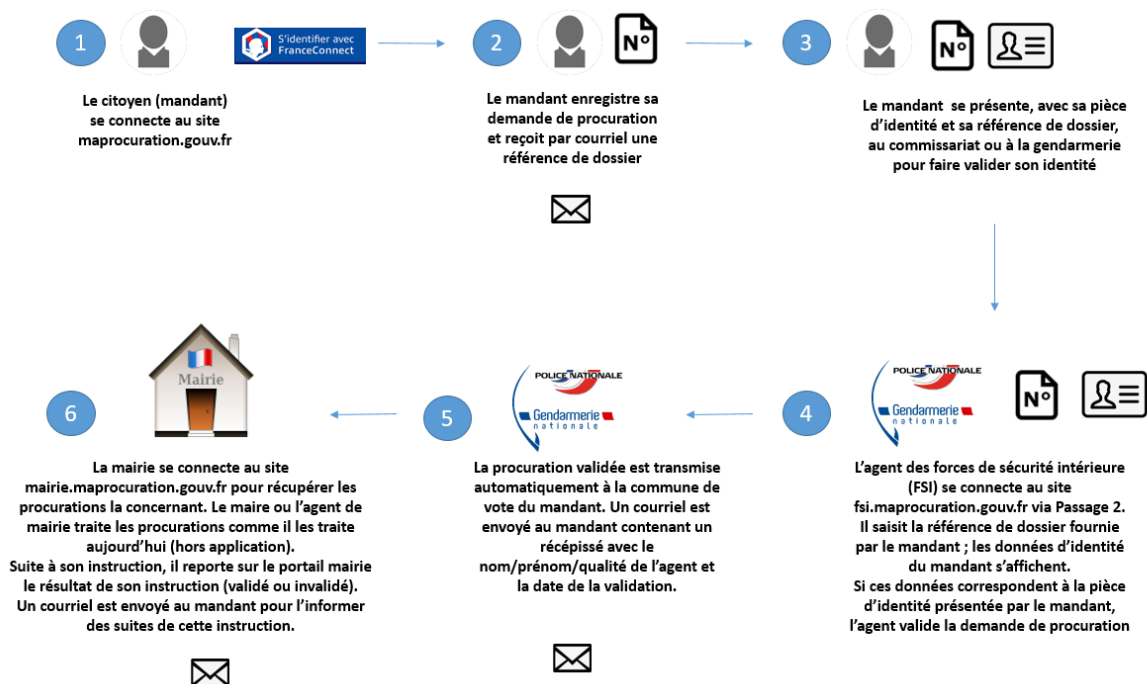 1
S'identifier avec
FranceConnect
Le citoyen (mandant)
se connecte au site
maprocuration.gouv.fr
2
N°
Le mandant enregistre sa
demande de procuration
et reçoit par courriel une
référence de dossier
3
N°
Le mandant se présente, avec sa pièce
d'identité et sa référence de dossier,
au commissariat ou à la gendarmerie
pour faire valider son identité
4
POLICE NATIONALE
Gendarmerie
nationale
N°
L'agent des forces de sécurité intérieure
(FSI) se connecte au site
fsi.maprocuration.gouv.fr via Passage 2.
Il saisit la référence de dossier fournie
par le mandant ; les données d'identité
du mandant s'affichent.
Si ces données correspondent à la pièce
d'identité présentée par le mandant,
l'agent valide la demande de procuration
5
POLICE NATIONALE
Gendarmerie
nationale
La procuration validée est transmise
automatiquement à la commune de
vote du mandant. Un courriel est
envoyé au mandant contenant un
récépissé avec le
nom/prénom/qualité de l'agent et
la date de la validation.
6
Mairie
La mairie se connecte au site
mairie.maprocuration.gouv.fr pour récupérer les
procurations la concernant. Le maire ou l'agent de
mairie traite les procurations comme il les traite
aujourd'hui (hors application).
Suite à son instruction, il reporte sur le portail mairie
le résultat de son instruction (validé ou invalidé).
Un courriel est envoyé au mandant pour l'informer
des suites de cette instruction.